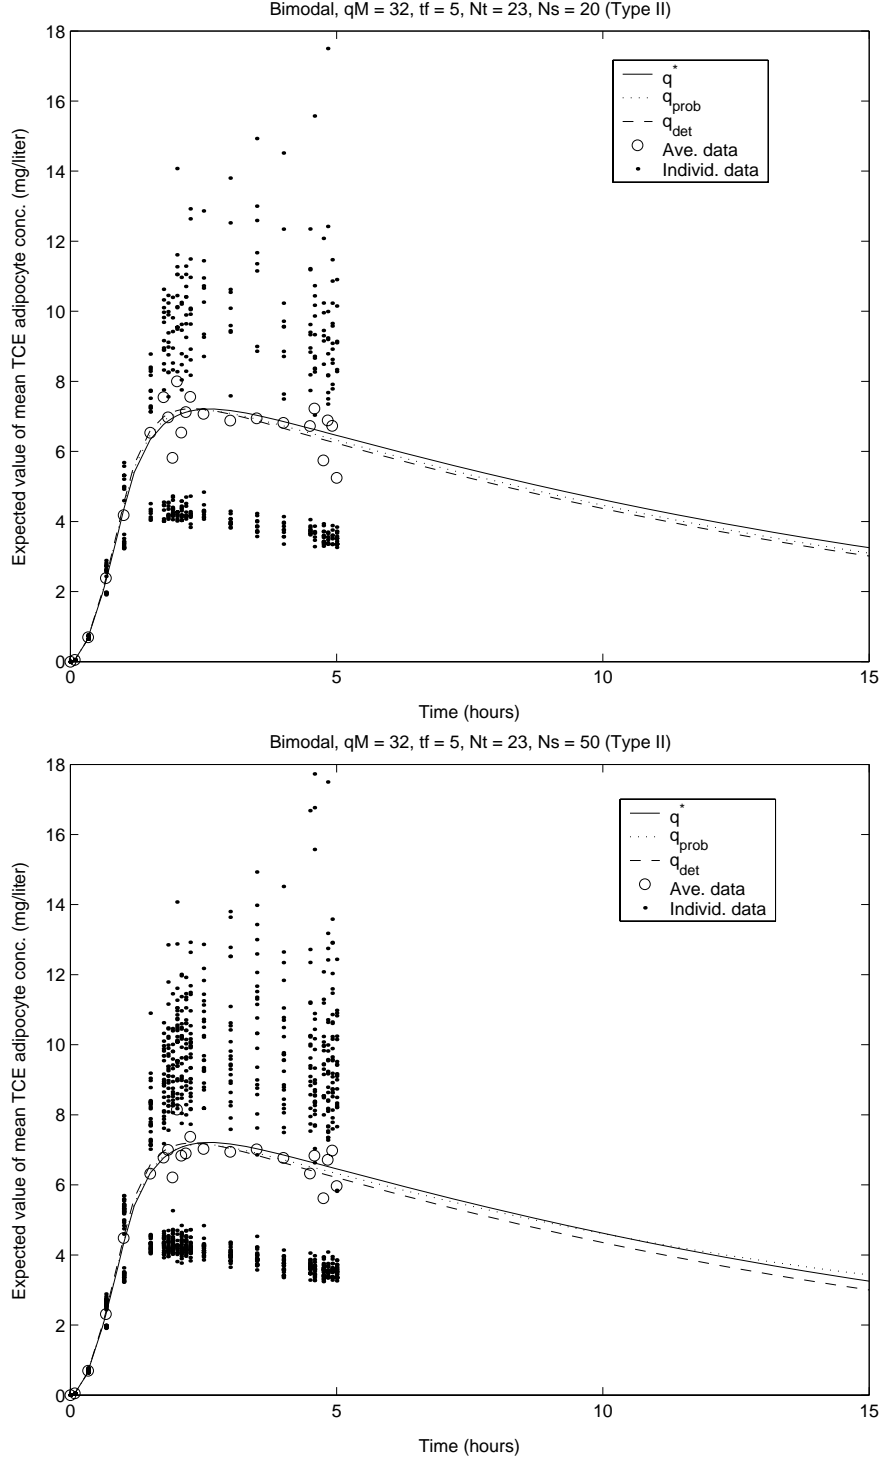 Bimodal, qM = 32, tf = 5, Nt = 23, Ns = 20 (Type II)
18
16
14
12
10
8
6
4
2
0
Expected value of mean TCE adipocyte conc. (mg/liter)
q*
q_prob
q_det
Ave. data
Individ. data
0
5
10
15
Time (hours)
Bimodal, qM = 32, tf = 5, Nt = 23, Ns = 50 (Type II)
18
16
14
12
10
8
6
4
2
0
Expected value of mean TCE adipocyte conc. (mg/liter)
q*
q_prob
q_det
Ave. data
Individ. data
0
5
10
15
Time (hours)